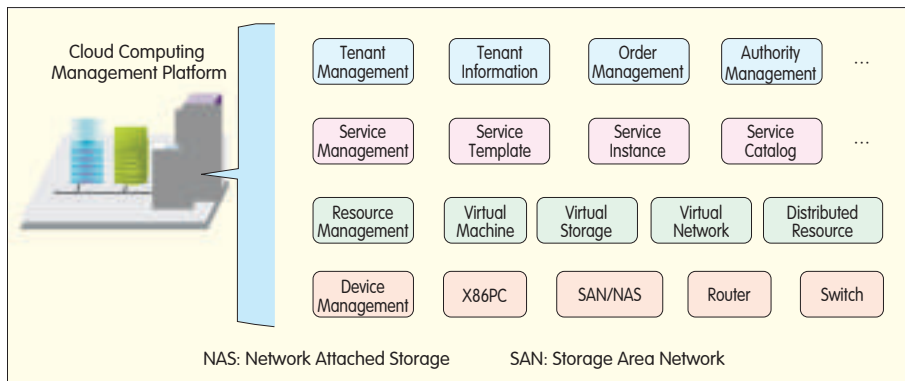 Cloud Computing
Management Platform
Tenant
Management
Tenant
Information
Order
Management
Authority
Management
...
Service
Management
Service
Template
Service
Instance
Service
Catalog
...
Resource
Management
Virtual
Machine
Virtual
Storage
Virtual
Network
Distributed
Resource
Device
Management
X86PC
SAN/NAS
Router
Switch
NAS: Network Attached Storage
SAN: Storage Area Network